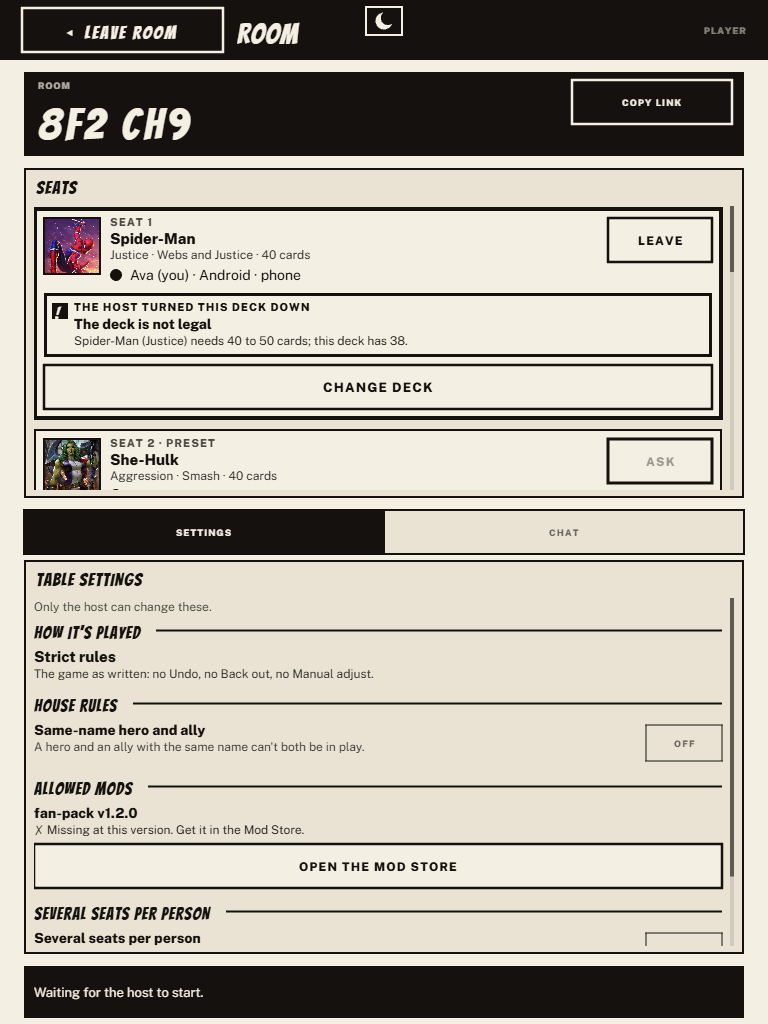 ◂ LEAVE ROOM
ROOM
PLAYER
ROOM
8F2 CH9
COPY LINK
SEATS
SEAT 1
Spider-Man
Justice · Webs and Justice · 40 cards
Ava (you) · Android · phone
LEAVE
! THE HOST TURNED THIS DECK DOWN
The deck is not legal
Spider-Man (Justice) needs 40 to 50 cards; this deck has 38.
CHANGE DECK
SEAT 2 · PRESET
She-Hulk
Aggression · Smash · 40 cards
ASK
SETTINGS
CHAT
TABLE SETTINGS
Only the host can change these.
HOW IT'S PLAYED
Strict rules
The game as written: no Undo, no Back out, no Manual adjust.
HOUSE RULES
Same-name hero and ally
A hero and an ally with the same name can't both be in play.
OFF
ALLOWED MODS
fan-pack v1.2.0
✗ Missing at this version. Get it in the Mod Store.
OPEN THE MOD STORE
SEVERAL SEATS PER PERSON
Several seats per person
Waiting for the host to start.